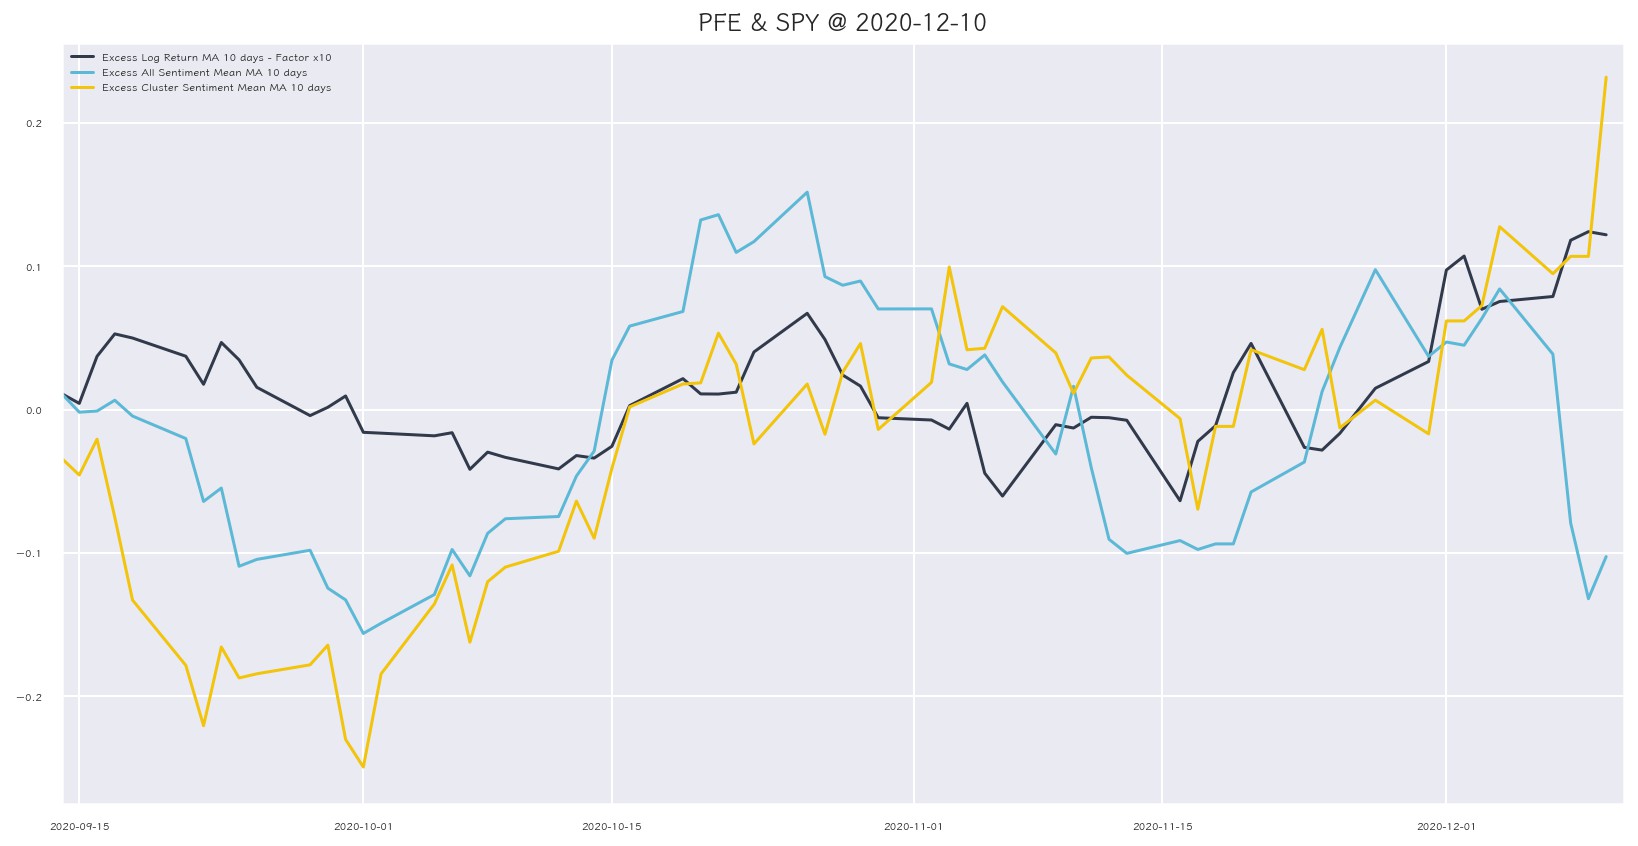 PFE & SPY @ 2020-12-10
Excess Log Return MA 10 days - Factor x10
Excess All Sentiment Mean MA 10 days
Excess Cluster Sentiment Mean MA 10 days
0.2
0.1
0.0
−0.1
−0.2
2020-09-15 2020-10-01 2020-10-15 2020-11-01 2020-11-15 2020-12-01